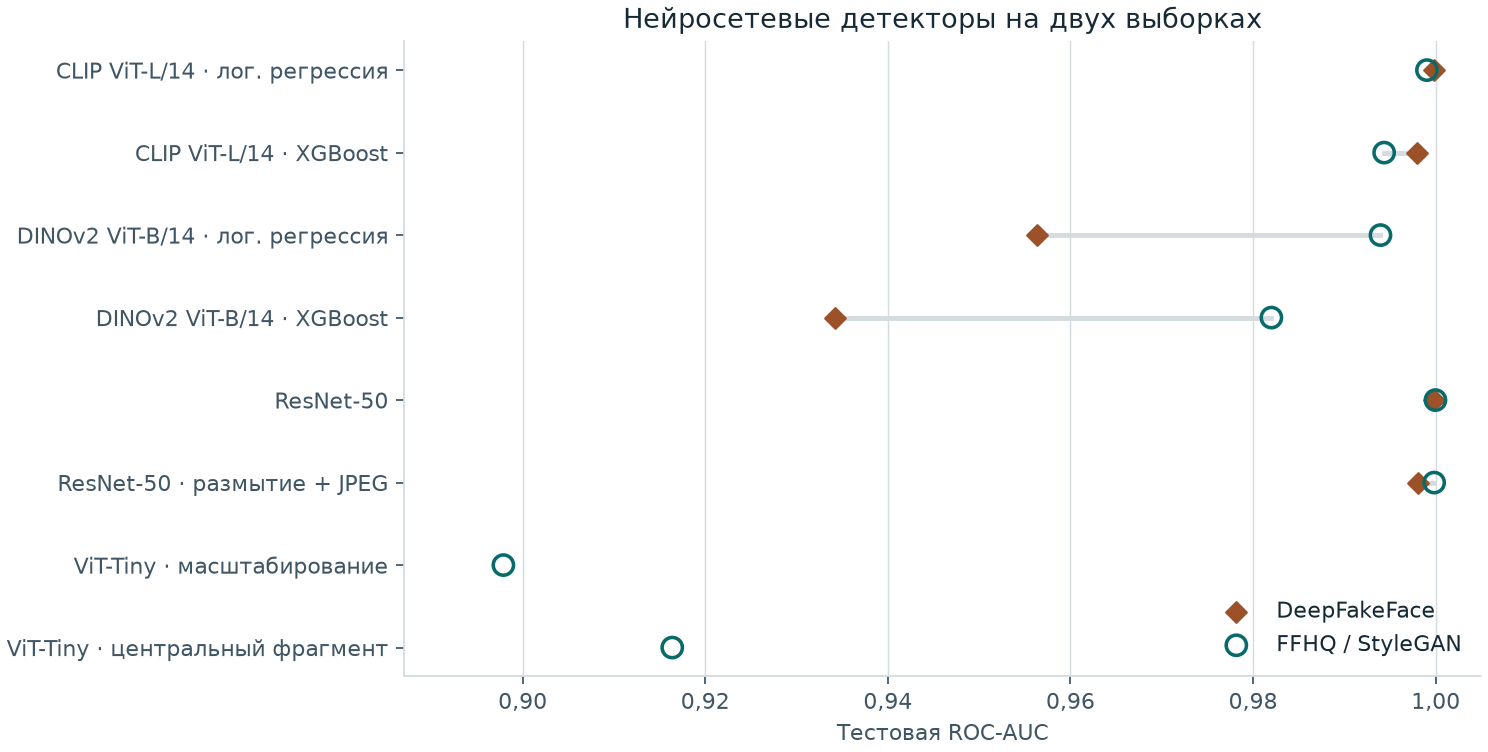 Нейросетевые детекторы на двух выборках
CLIP ViT-L/14 · лог. регрессия
CLIP ViT-L/14 · XGBoost
DINOv2 ViT-B/14 · лог. регрессия
DINOv2 ViT-B/14 · XGBoost
ResNet-50
ResNet-50 · размытие + JPEG
ViT-Tiny · масштабирование
ViT-Tiny · центральный фрагмент
DeepFakeFace
FFHQ / StyleGAN
0,90 0,92 0,94 0,96 0,98 1,00
Тестовая ROC-AUC